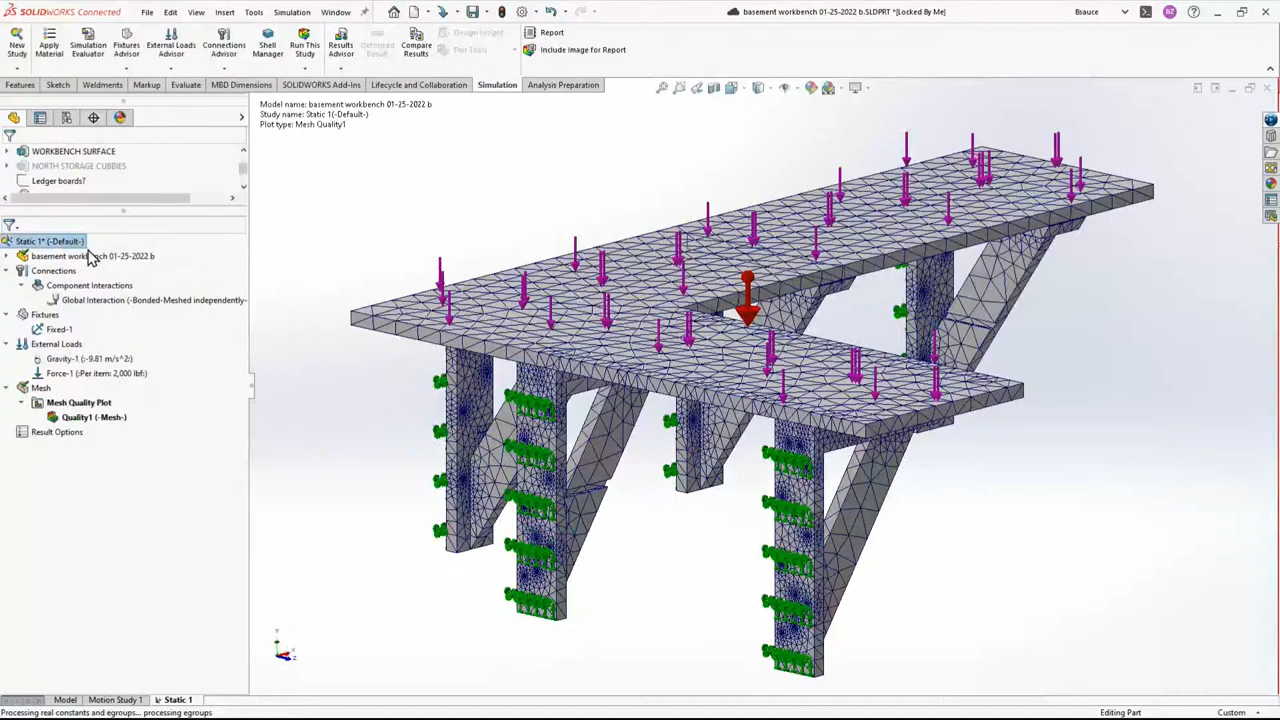 SOLIDWORKS Connected
File Edit View Insert Tools Simulation Window
basement workbench 01-25-2022 b.SLDPRT *[Locked By Me]
Bsauce
BZ
New Study
Apply Material
Simulation Evaluator
Fixtures Advisor
External Loads Advisor
Connections Advisor
Shell Manager
Run This Study
Results Advisor
Deformed Result
Compare Results
Design Insight
Plot Tools
Report
Include Image for Report
Features Sketch Weldments Markup Evaluate MBD Dimensions SOLIDWORKS Add-Ins Lifecycle and Collaboration Simulation Analysis Preparation
Model name: basement workbench 01-25-2022 b
Study name: Static 1(-Default-)
Plot type: Mesh Quality1
WORKBENCH SURFACE
NORTH STORAGE CUBBIES
Ledger boards?
Static 1* (-Default-)
basement workbench 01-25-2022 b
Connections
Component Interactions
Global Interaction (-Bonded-Meshed independently-
Fixtures
Fixed-1
External Loads
Gravity-1 (:-9.81 m/s^2:)
Force-1 (:Per item: 2,000 lbf:)
Mesh
Mesh Quality Plot
Quality1 (-Mesh-)
Result Options
Y
X
Z
Model Motion Study 1 Static 1
Processing real constants and egroups... processing egroups
Editing Part
Custom